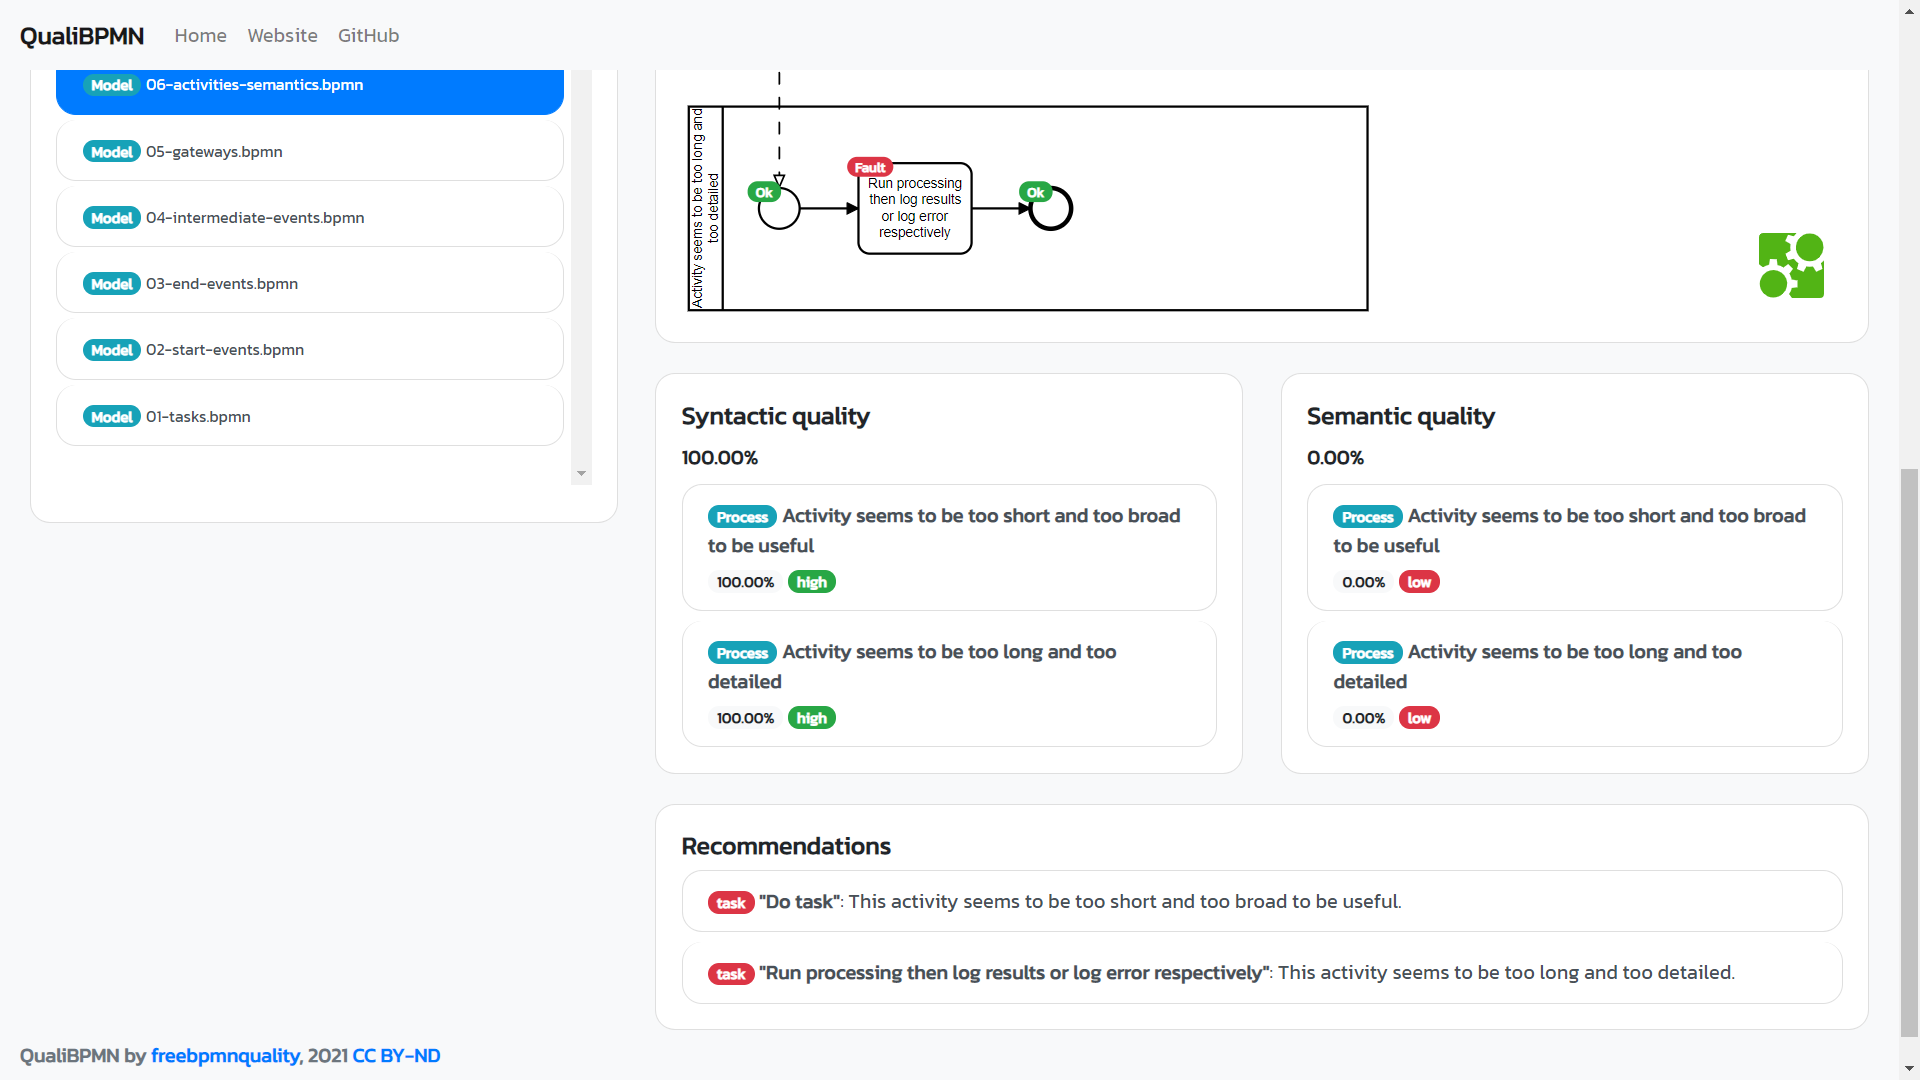 QualiBPMN Home Website GitHub
Model 06-activities-semantics.bpmn
Model 05-gateways.bpmn
Model 04-intermediate-events.bpmn
Model 03-end-events.bpmn
Model 02-start-events.bpmn
Model 01-tasks.bpmn
Activity seems to be too long and
too detailed
Ok
Fault
Run processing
then log results
or log error
respectively
Ok
Syntactic quality
100.00%
Process Activity seems to be too short and too broad
to be useful
100.00% high
Process Activity seems to be too long and too
detailed
100.00% high
Semantic quality
0.00%
Process Activity seems to be too short and too broad
to be useful
0.00% low
Process Activity seems to be too long and too
detailed
0.00% low
Recommendations
task "Do task": This activity seems to be too short and too broad to be useful.
task "Run processing then log results or log error respectively": This activity seems to be too long and too detailed.
QualiBPMN by freebpmnquality, 2021 CC BY-ND